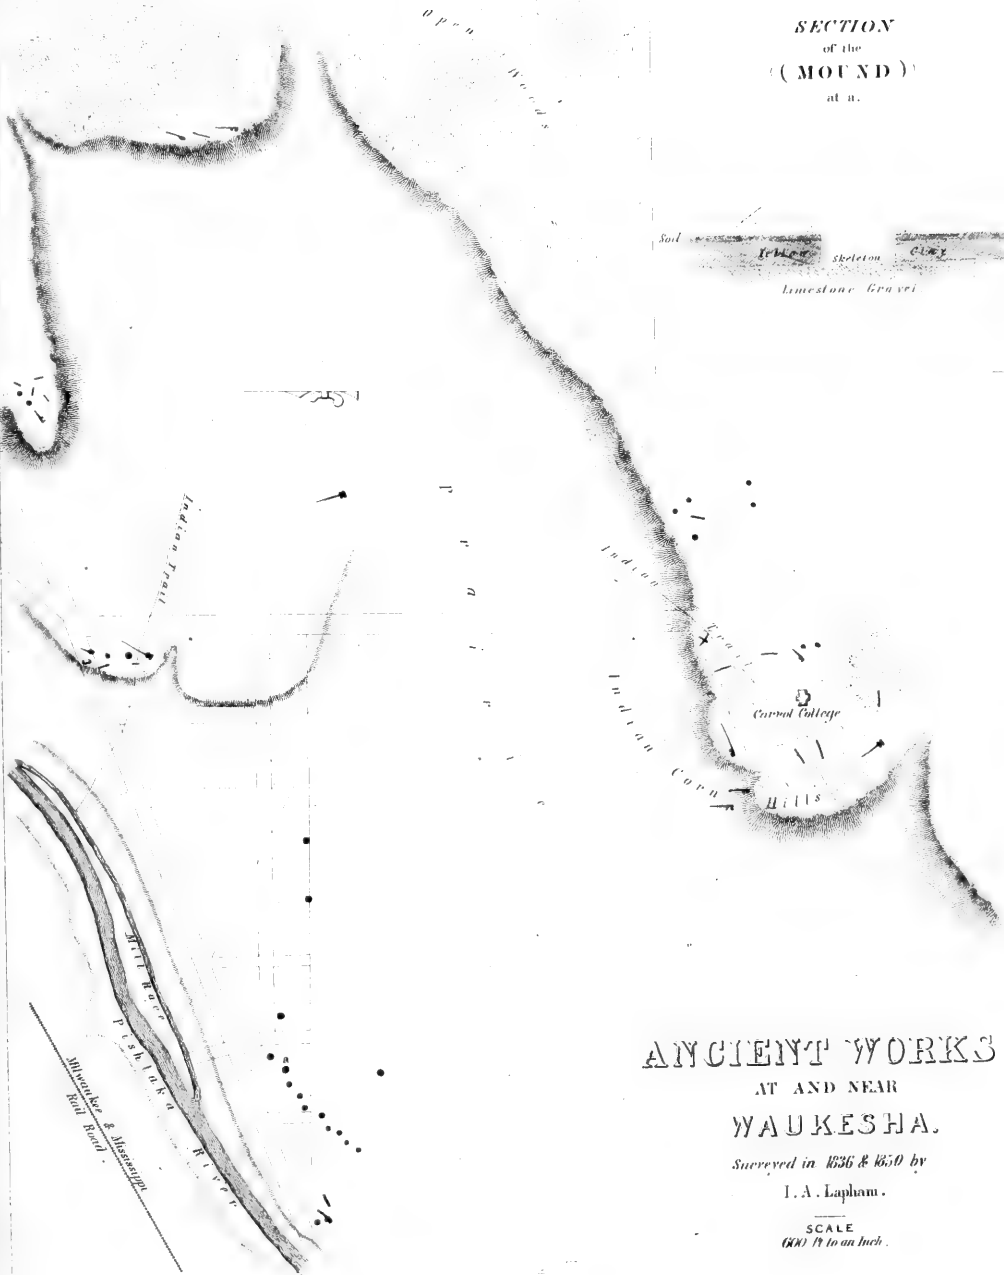 Open
Woods
SECTION
of the
(MOUND)
at a.
Soil
Yellow
Skeleton
Clay
Limestone Gravel
Indian Trail
P
r
a
i
r
i
e
Indian
Trail
Carrol College
Indian
Corn
Hills
Mill Race
Pishtaka
River
a
Milwaukee & Mississippi
Rail Road.
ANCIENT WORKS
AT AND NEAR
WAUKESHA.
Surveyed in 1836 & 1850 by
I. A. Lapham.
SCALE
600 ft to an Inch.